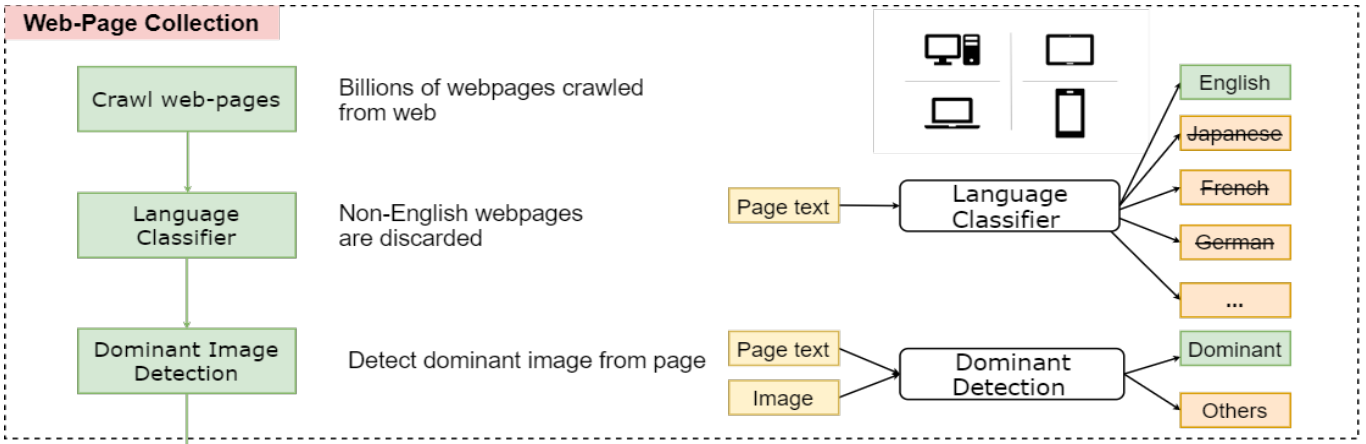 Web-Page Collection
Crawl web-pages
Billions of webpages crawled
from web
Language
Classifier
Non-English webpages
are discarded
Dominant Image
Detection
Detect dominant image from page
Page text
Language
Classifier
English
Japanese
French
German
...
Page text
Image
Dominant
Detection
Dominant
Others